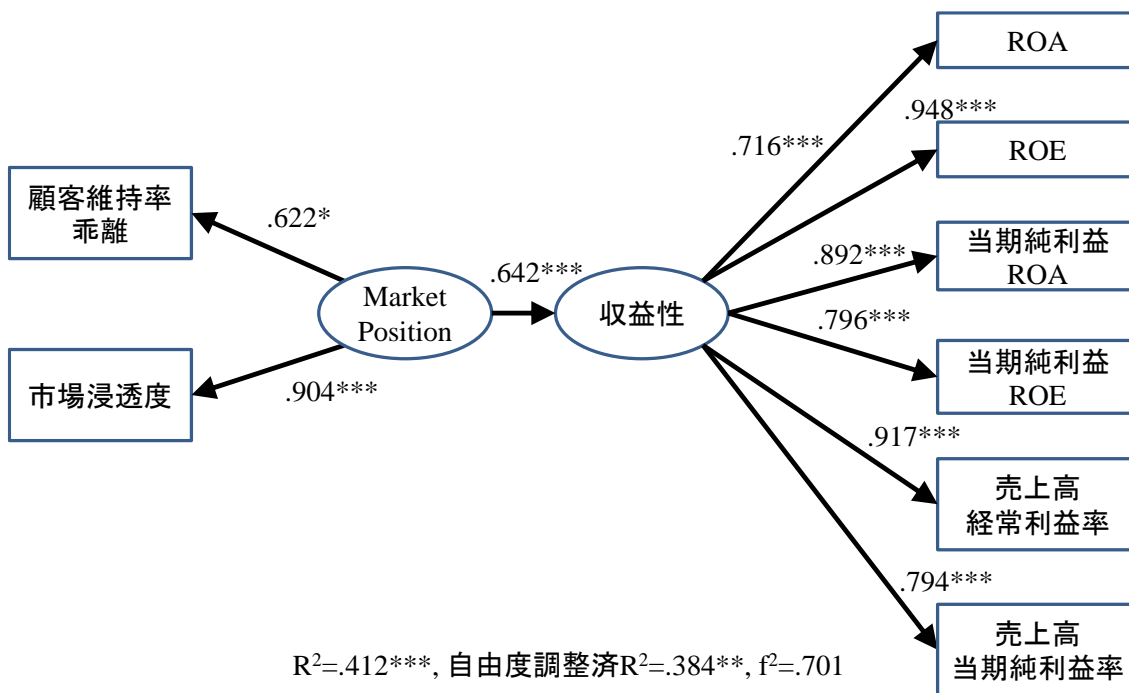 顧客維持率
乖離
市場浸透度
.622*
.904***
Market
Position
.642***
収益性
.716***
.948***
.892***
.796***
.917***
.794***
ROA
ROE
当期純利益
ROA
当期純利益
ROE
売上高
経常利益率
売上高
当期純利益率
R²=.412***, 自由度調整済R²=.384**, f²=.701